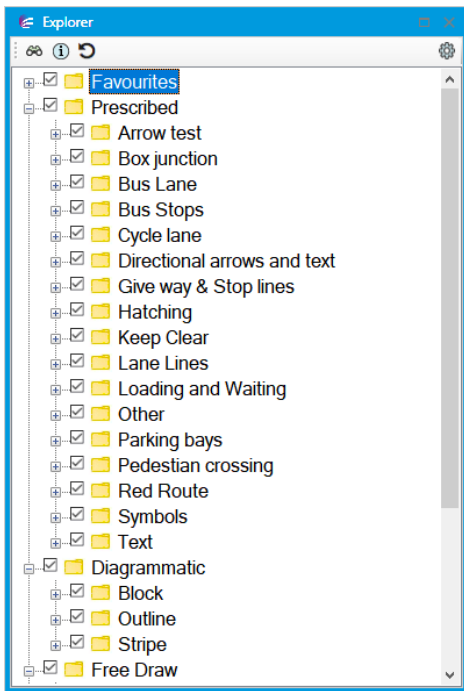 Explorer
Favourites
Prescribed
Arrow test
Box junction
Bus Lane
Bus Stops
Cycle lane
Directional arrows and text
Give way & Stop lines
Hatching
Keep Clear
Lane Lines
Loading and Waiting
Other
Parking bays
Pedestian crossing
Red Route
Symbols
Text
Diagrammatic
Block
Outline
Stripe
Free Draw